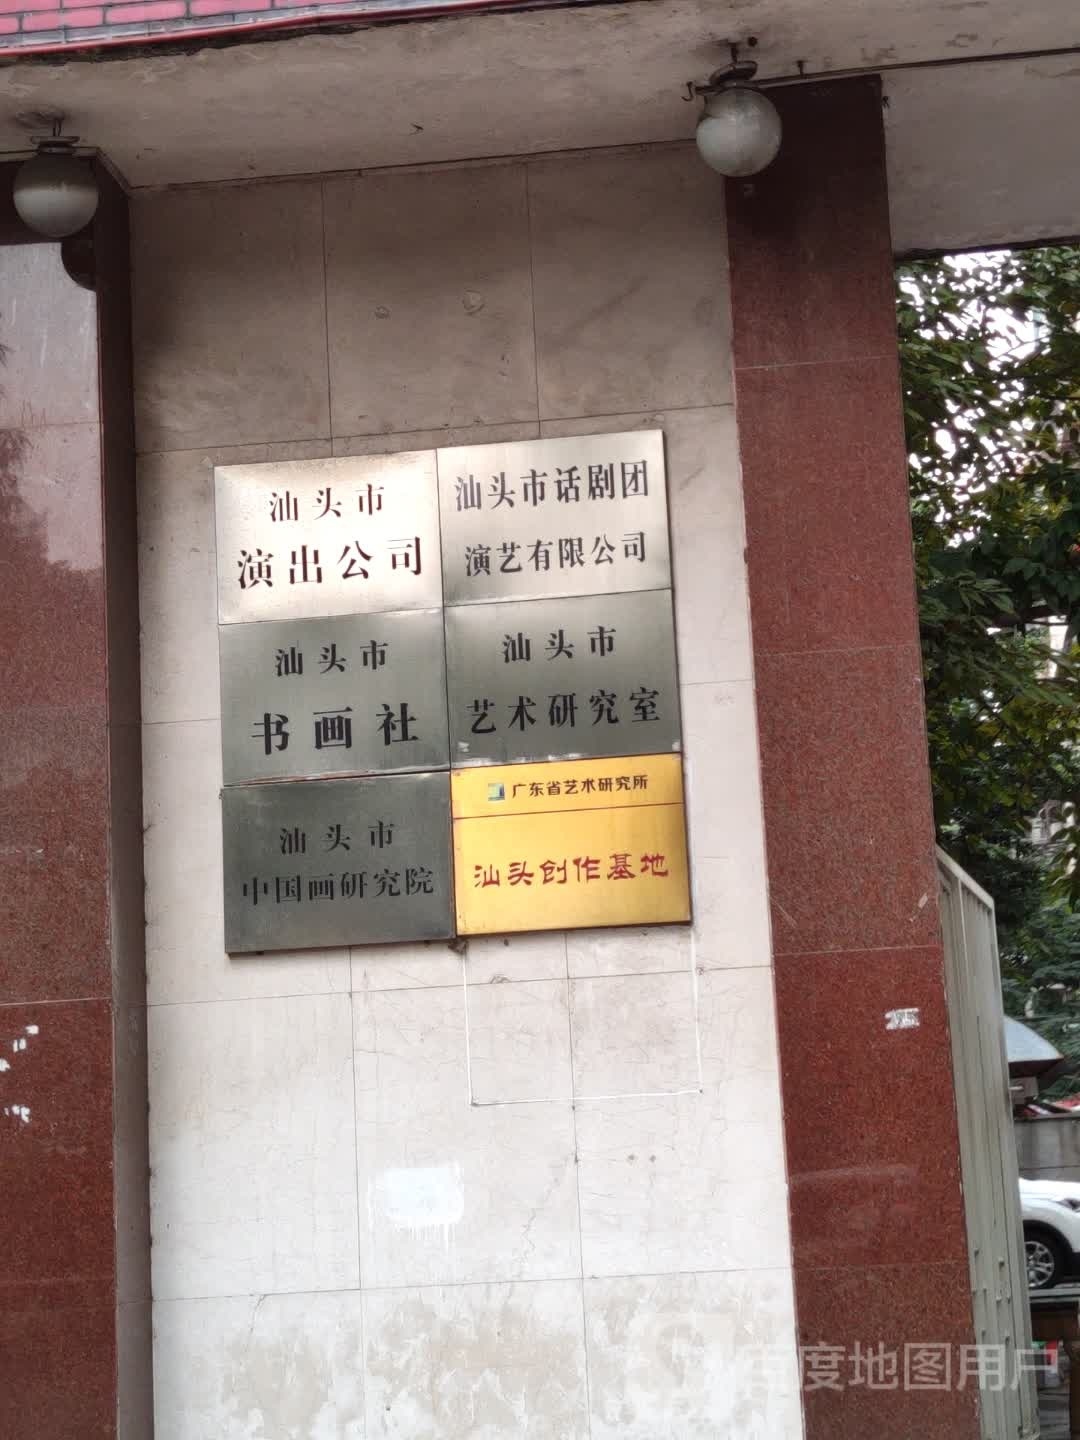 汕头市
演出公司
汕头市话剧团
演艺有限公司
汕头市
书画社
汕头市
艺术研究室
汕头市
中国画研究院
广东省艺术研究所
汕头创作基地
百度地图用户